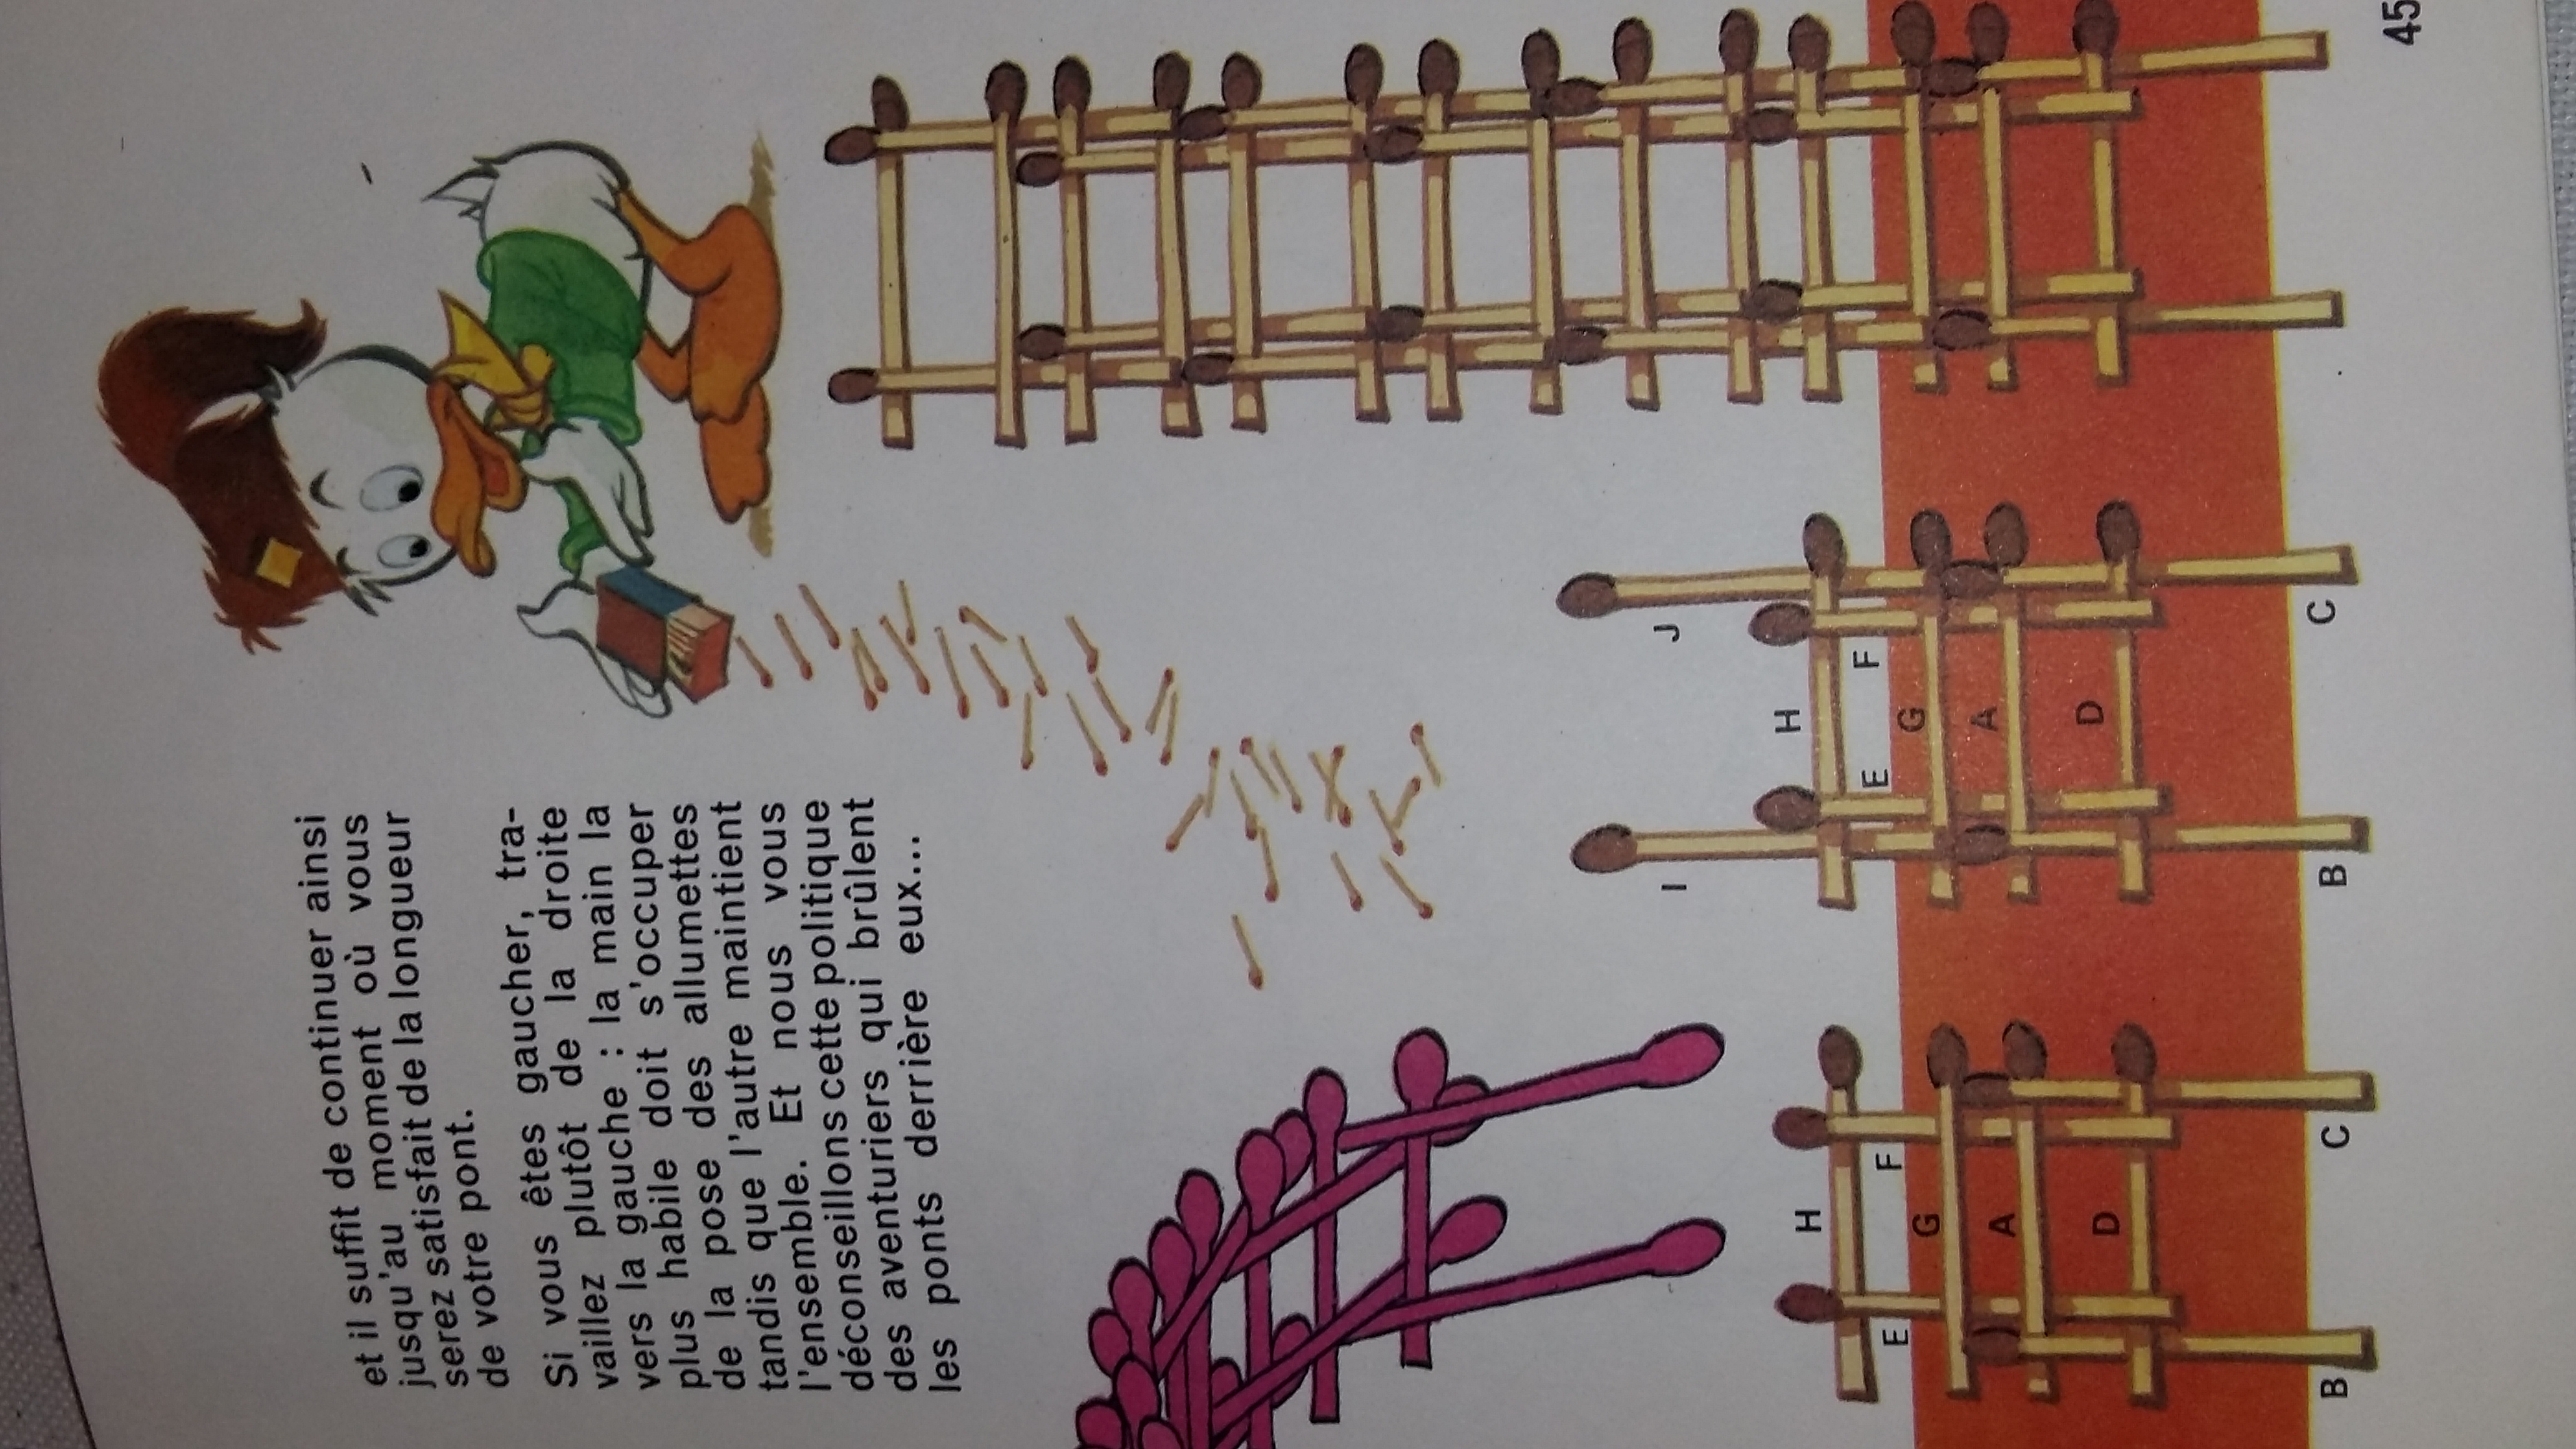 et il suffit de continuer ainsi
jusqu'au moment où vous
serez satisfait de la longueur
de votre pont.
Si vous êtes gaucher, tra-
vaillez plutôt de la droite
vers la gauche : la main la
plus habile doit s'occuper
de la pose des allumettes
tandis que l'autre maintient
l'ensemble. Et nous vous
déconseillons cette politique
des aventuriers qui brûlent
les ponts derrière eux...
H
E F
G
A
D
B C
I J
H
E F
G
A
D
B C
45